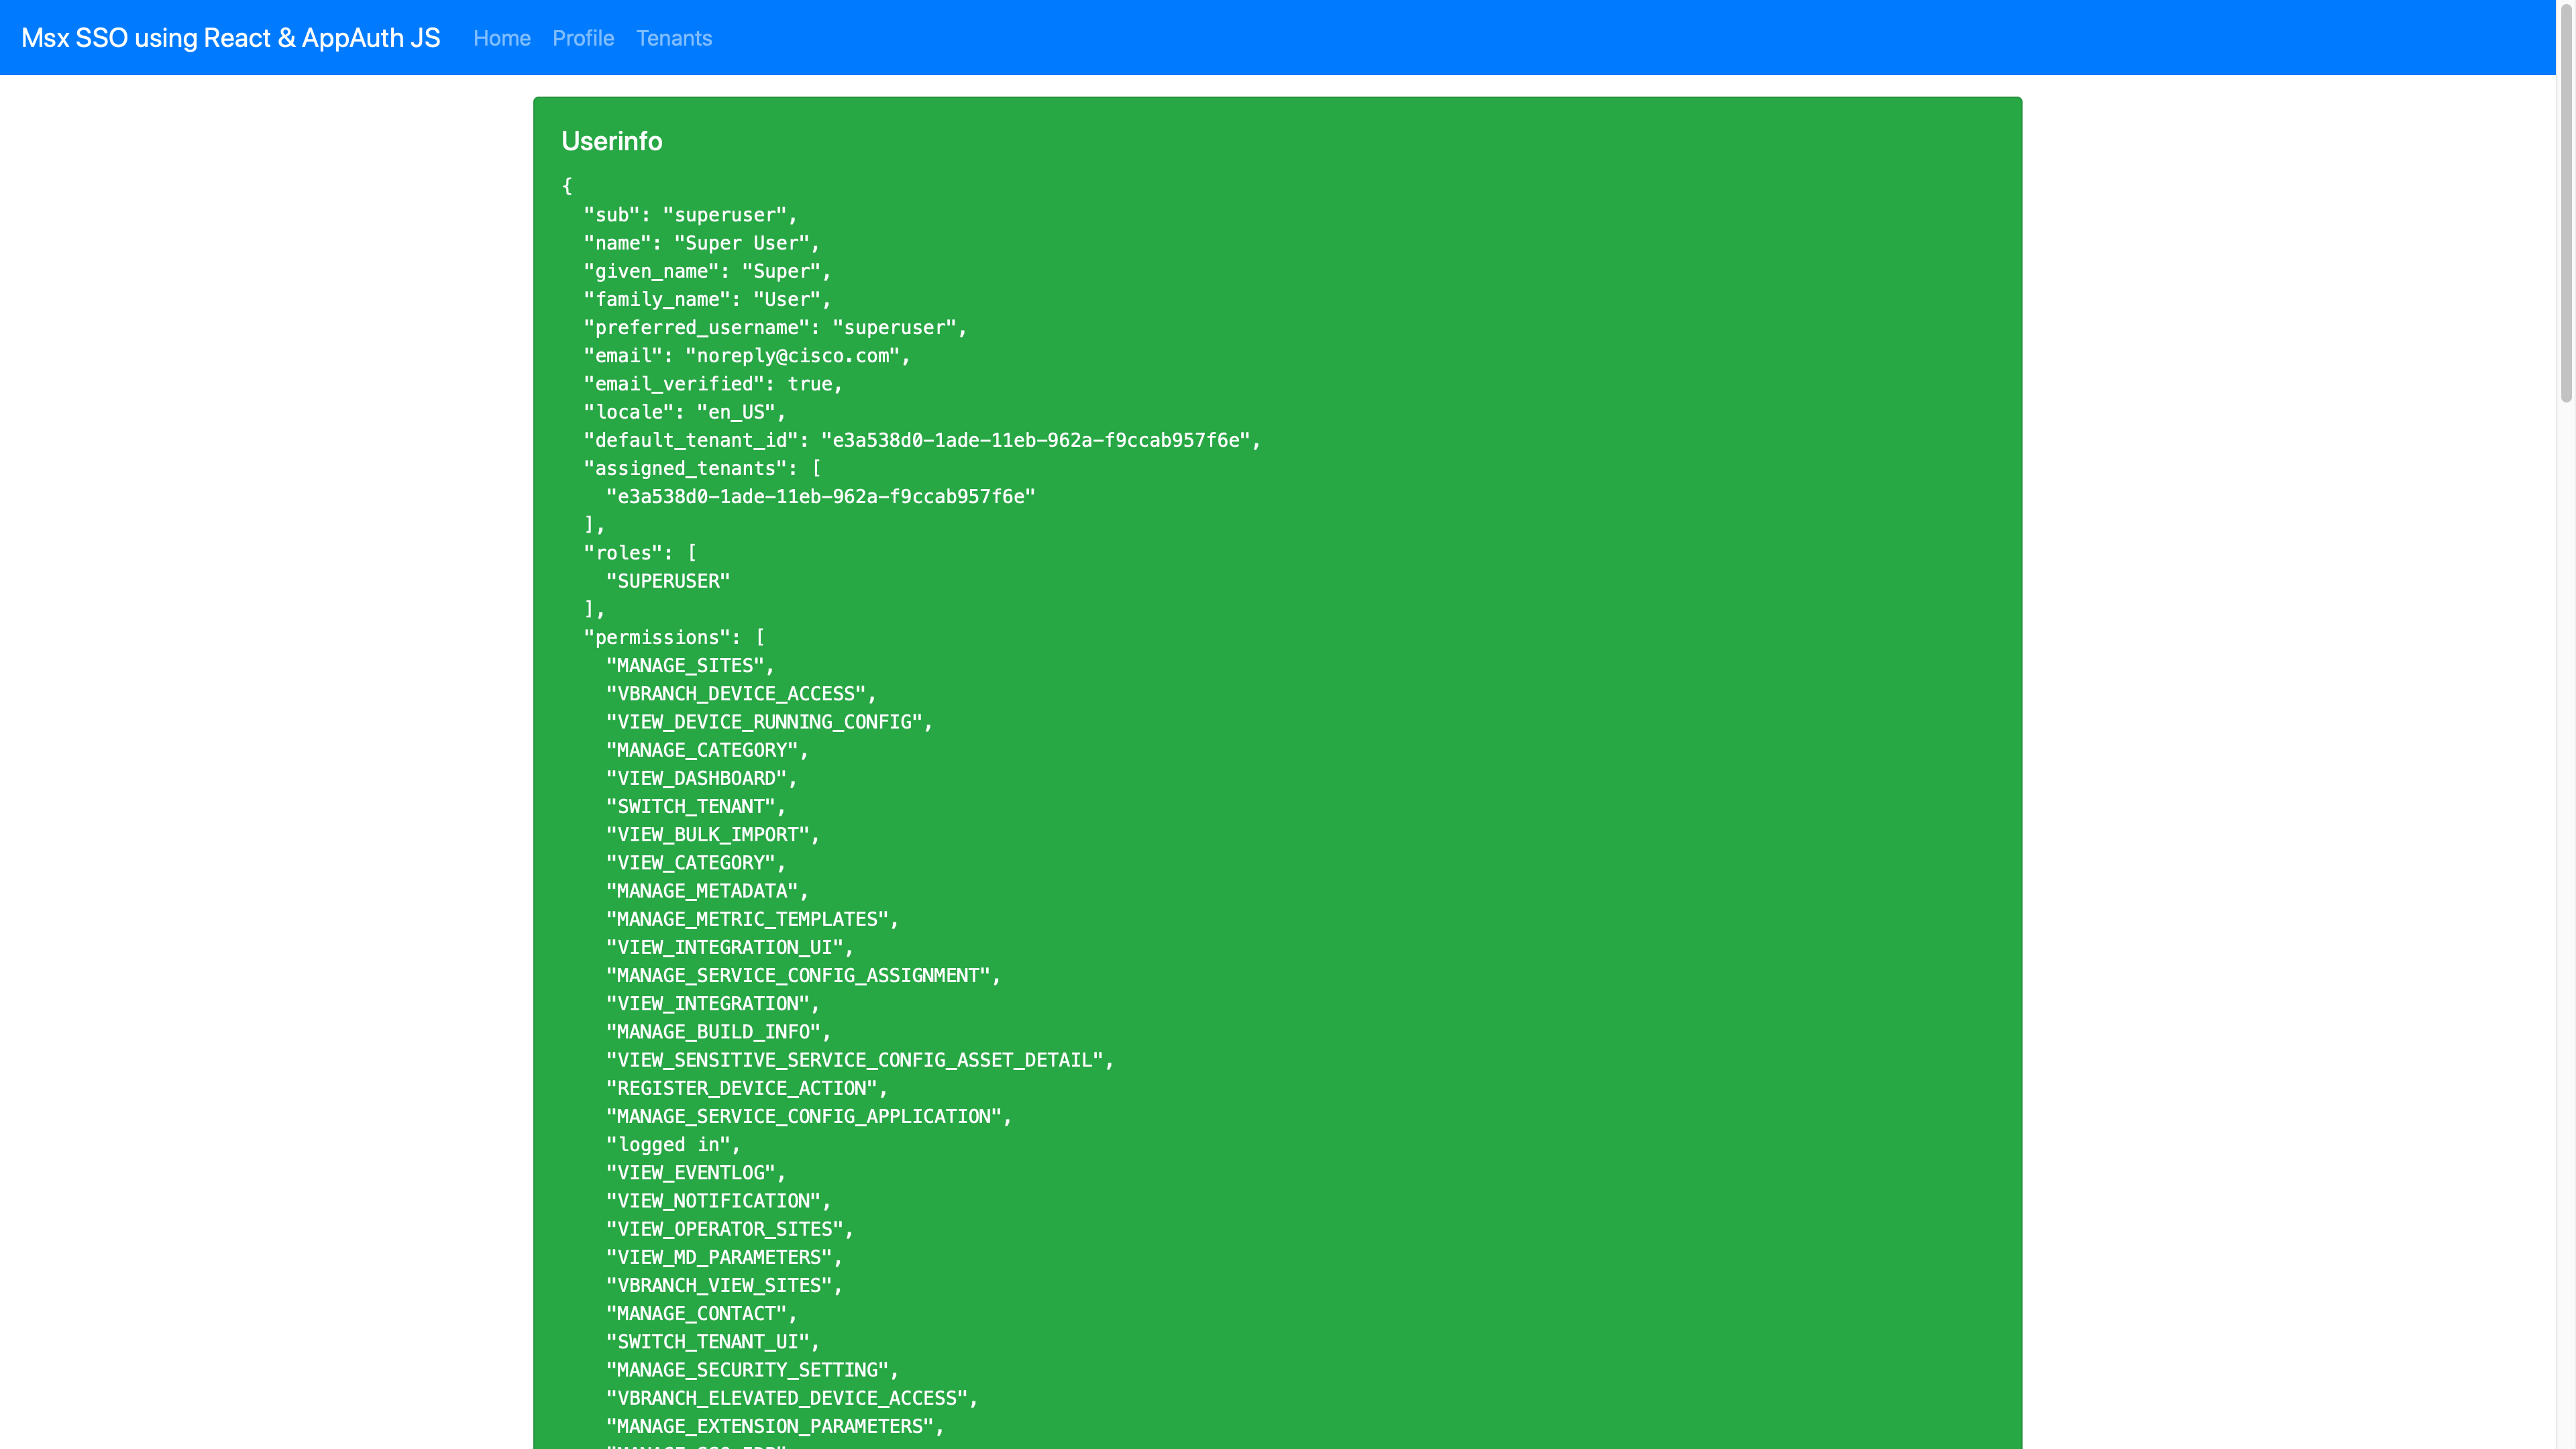 Msx SSO using React & AppAuth JS Home Profile Tenants
Userinfo
{
"sub": "superuser",
"name": "Super User",
"given_name": "Super",
"family_name": "User",
"preferred_username": "superuser",
"email": "noreply@cisco.com",
"email_verified": true,
"locale": "en_US",
"default_tenant_id": "e3a538d0-1ade-11eb-962a-f9ccab957f6e",
"assigned_tenants": [
"e3a538d0-1ade-11eb-962a-f9ccab957f6e"
],
"roles": [
"SUPERUSER"
],
"permissions": [
"MANAGE_SITES",
"VBRANCH_DEVICE_ACCESS",
"VIEW_DEVICE_RUNNING_CONFIG",
"MANAGE_CATEGORY",
"VIEW_DASHBOARD",
"SWITCH_TENANT",
"VIEW_BULK_IMPORT",
"VIEW_CATEGORY",
"MANAGE_METADATA",
"MANAGE_METRIC_TEMPLATES",
"VIEW_INTEGRATION_UI",
"MANAGE_SERVICE_CONFIG_ASSIGNMENT",
"VIEW_INTEGRATION",
"MANAGE_BUILD_INFO",
"VIEW_SENSITIVE_SERVICE_CONFIG_ASSET_DETAIL",
"REGISTER_DEVICE_ACTION",
"MANAGE_SERVICE_CONFIG_APPLICATION",
"logged in",
"VIEW_EVENTLOG",
"VIEW_NOTIFICATION",
"VIEW_OPERATOR_SITES",
"VIEW_MD_PARAMETERS",
"VBRANCH_VIEW_SITES",
"MANAGE_CONTACT",
"SWITCH_TENANT_UI",
"MANAGE_SECURITY_SETTING",
"VBRANCH_ELEVATED_DEVICE_ACCESS",
"MANAGE_EXTENSION_PARAMETERS",